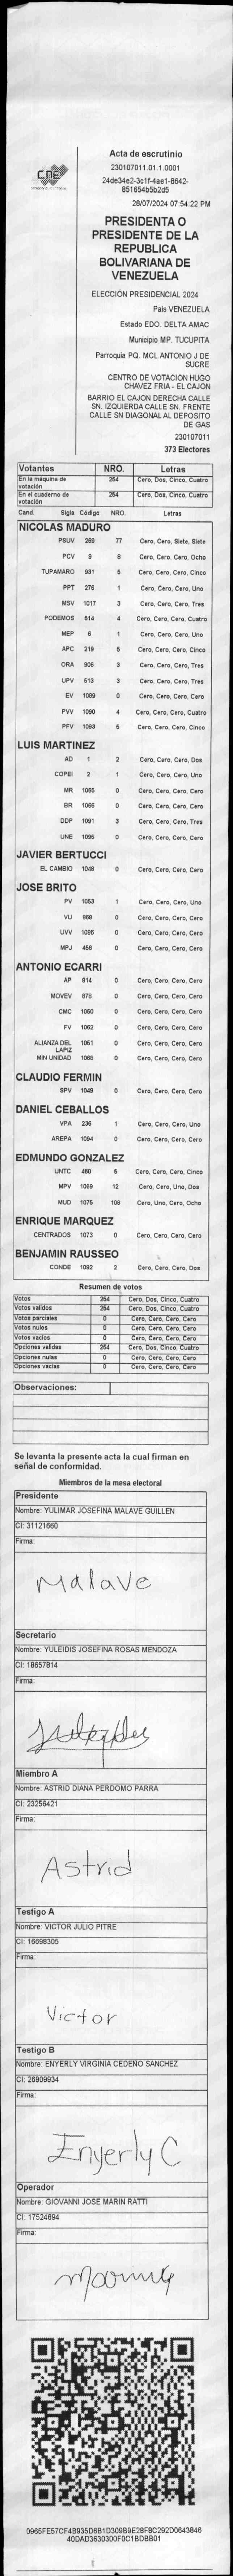 CNE
Acta de escrutinio
230107011.01.1.0001
24de34e2-3c1f-4ae1-8642-
851654b5b2d5
28/07/2024 07:54:22 PM
PRESIDENTA O
PRESIDENTE DE LA
REPUBLICA
BOLIVARIANA DE
VENEZUELA
ELECCIÓN PRESIDENCIAL 2024
Pais VENEZUELA
Estado EDO. DELTA AMAC
Municipio MP. TUCUPITA
Parroquia PQ. MCL ANTONIO J DE
SUCRE
CENTRO DE VOTACION HUGO
CHAVEZ FRIA - EL CAJON
BARRIO EL CAJON DERECHA CALLE
SN. IZQUIERDA CALLE SN. FRENTE
CALLE SN DIAGONAL AL DEPOSITO
DE GAS
230107011
373 Electores
Votantes NRO. Letras
En la máquina de votación 254 Cero, Dos, Cinco, Cuatro
En el cuaderno de votación 254 Cero, Dos, Cinco, Cuatro
Cand. Sigla Código NRO. Letras
NICOLAS MADURO
PSUV 269 77 Cero, Cero, Siete, Siete
PCV 9 8 Cero, Cero, Cero, Ocho
TUPAMARO 931 5 Cero, Cero, Cero, Cinco
PPT 276 1 Cero, Cero, Cero, Uno
MSV 1017 3 Cero, Cero, Cero, Tres
PODEMOS 514 4 Cero, Cero, Cero, Cuatro
MEP 6 1 Cero, Cero, Cero, Uno
APC 219 5 Cero, Cero, Cero, Cinco
ORA 906 3 Cero, Cero, Cero, Tres
UPV 513 3 Cero, Cero, Cero, Tres
EV 1099 0 Cero, Cero, Cero, Cero
PVV 1090 4 Cero, Cero, Cero, Cuatro
PFV 1093 5 Cero, Cero, Cero, Cinco
LUIS MARTINEZ
AD 1 2 Cero, Cero, Cero, Dos
COPEI 2 1 Cero, Cero, Cero, Uno
MR 1065 0 Cero, Cero, Cero, Cero
BR 1066 0 Cero, Cero, Cero, Cero
DDP 1091 3 Cero, Cero, Cero, Tres
UNE 1095 0 Cero, Cero, Cero, Cero
JAVIER BERTUCCI
EL CAMBIO 1048 0 Cero, Cero, Cero, Cero
JOSE BRITO
PV 1053 1 Cero, Cero, Cero, Uno
VU 968 0 Cero, Cero, Cero, Cero
UVV 1096 0 Cero, Cero, Cero, Cero
MPJ 458 0 Cero, Cero, Cero, Cero
ANTONIO ECARRI
AP 814 0 Cero, Cero, Cero, Cero
MOVEV 878 0 Cero, Cero, Cero, Cero
CMC 1050 0 Cero, Cero, Cero, Cero
FV 1062 0 Cero, Cero, Cero, Cero
ALIANZA DEL LAPIZ 1051 0 Cero, Cero, Cero, Cero
MIN UNIDAD 1068 0 Cero, Cero, Cero, Cero
CLAUDIO FERMIN
SPV 1049 0 Cero, Cero, Cero, Cero
DANIEL CEBALLOS
VPA 236 1 Cero, Cero, Cero, Uno
AREPA 1094 0 Cero, Cero, Cero, Cero
EDMUNDO GONZALEZ
UNTC 460 5 Cero, Cero, Cero, Cinco
MPV 1069 12 Cero, Cero, Uno, Dos
MUD 1075 108 Cero, Uno, Cero, Ocho
ENRIQUE MARQUEZ
CENTRADOS 1073 0 Cero, Cero, Cero, Cero
BENJAMIN RAUSSEO
CONDE 1092 2 Cero, Cero, Cero, Dos
Resumen de votos
Votos 254 Cero, Dos, Cinco, Cuatro
Votos validos 254 Cero, Dos, Cinco, Cuatro
Votos parciales 0 Cero, Cero, Cero, Cero
Votos nulos 0 Cero, Cero, Cero, Cero
Votos vacios 0 Cero, Cero, Cero, Cero
Opciones validas 254 Cero, Dos, Cinco, Cuatro
Opciones nulas 0 Cero, Cero, Cero, Cero
Opciones vacias 0 Cero, Cero, Cero, Cero
Observaciones:
Se levanta la presente acta la cual firman en
señal de conformidad.
Miembros de la mesa electoral
Presidente
Nombre: YULIMAR JOSEFINA MALAVE GUILLEN
CI: 31121660
Firma:
Malave
Secretario
Nombre: YULEIDIS JOSEFINA ROSAS MENDOZA
CI: 18657814
Firma:
Miembro A
Nombre: ASTRID DIANA PERDOMO PARRA
CI: 23256421
Firma:
Astrid
Testigo A
Nombre: VICTOR JULIO PITRE
CI: 16698305
Firma:
Victor
Testigo B
Nombre: ENYERLY VIRGINIA CEDEÑO SANCHEZ
CI: 26909934
Firma:
Enyerly C
Operador
Nombre: GIOVANNI JOSE MARIN RATTI
CI: 17524694
Firma:
0965FE57CF4B935D6B1D309B9E28F8C292D0643846
40DAD3630300F0C1BDBB01